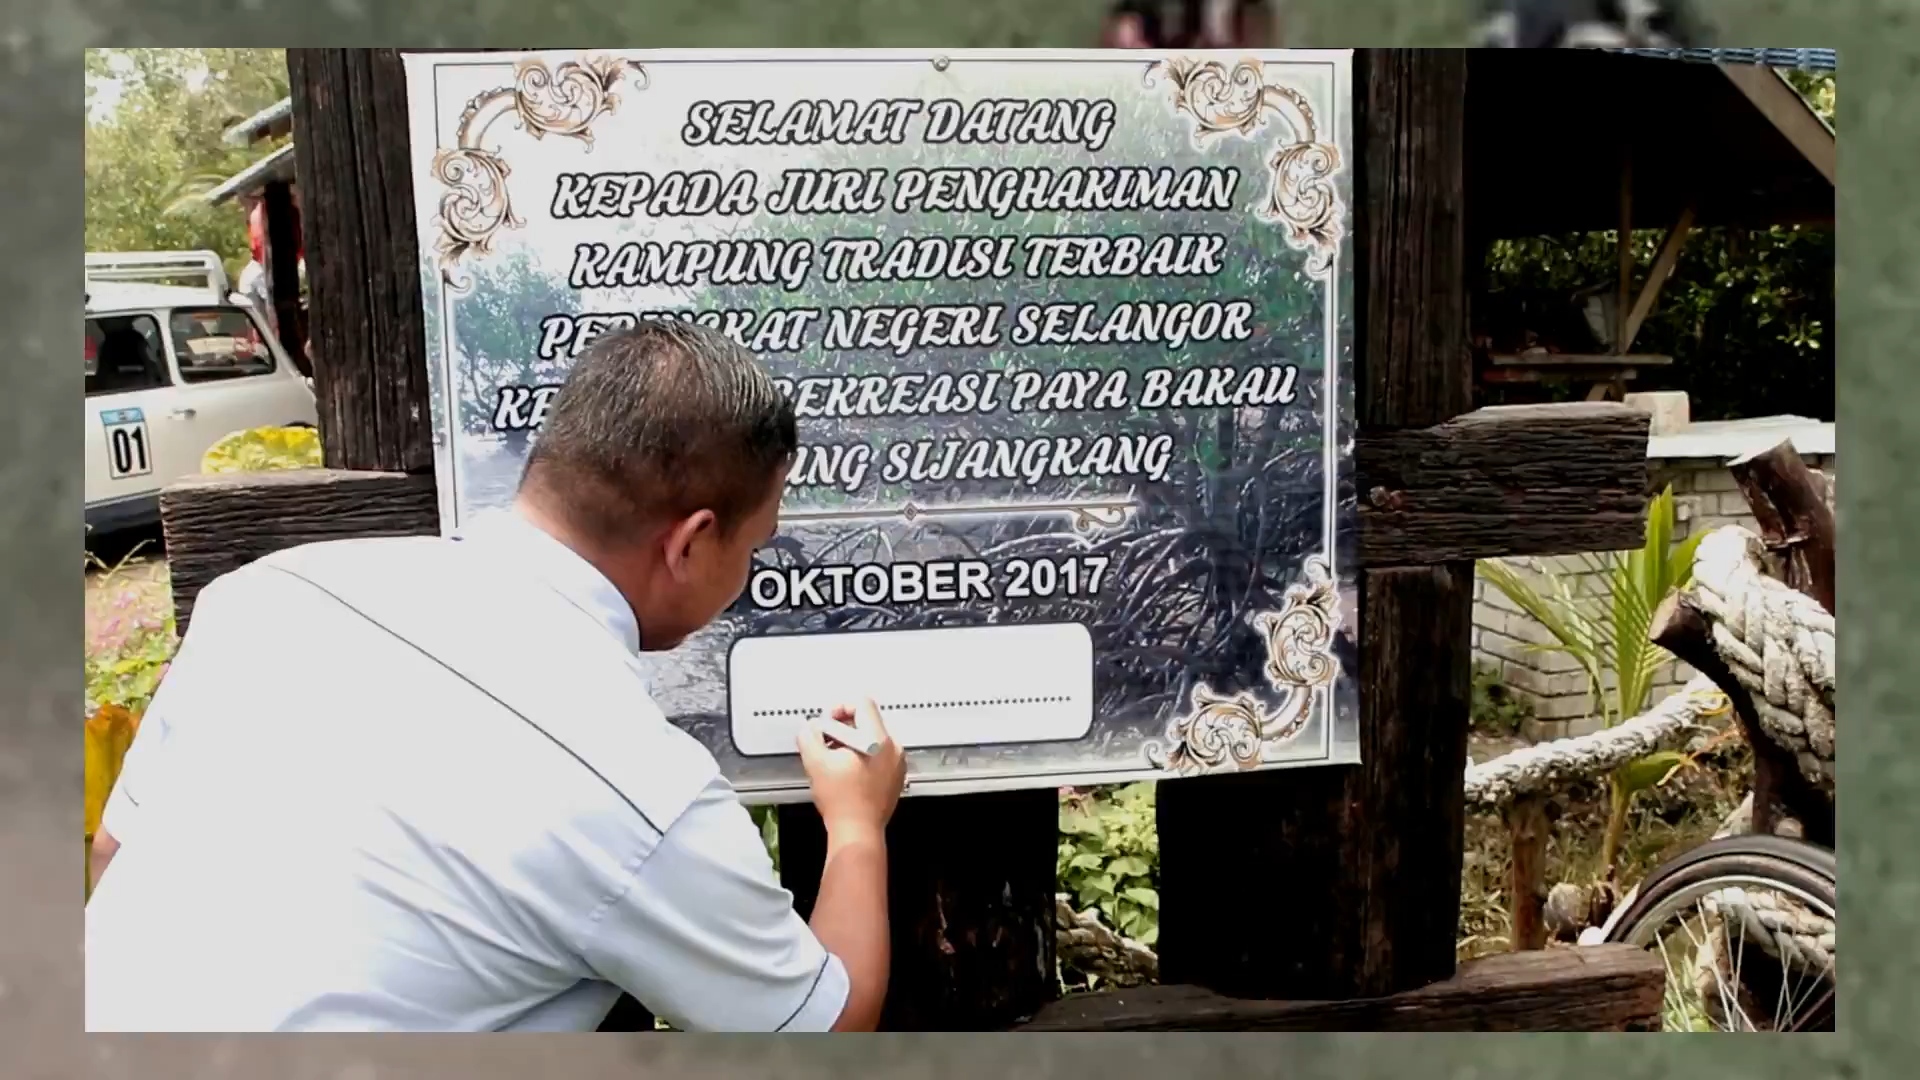 SELAMAT DATANG
KEPADA JURI PENGHAKIMAN
KAMPUNG TRADISI TERBAIK
NEGERI SELANGOR
PAYA BAKAU
SIJANGKANG
OKTOBER 2017
01